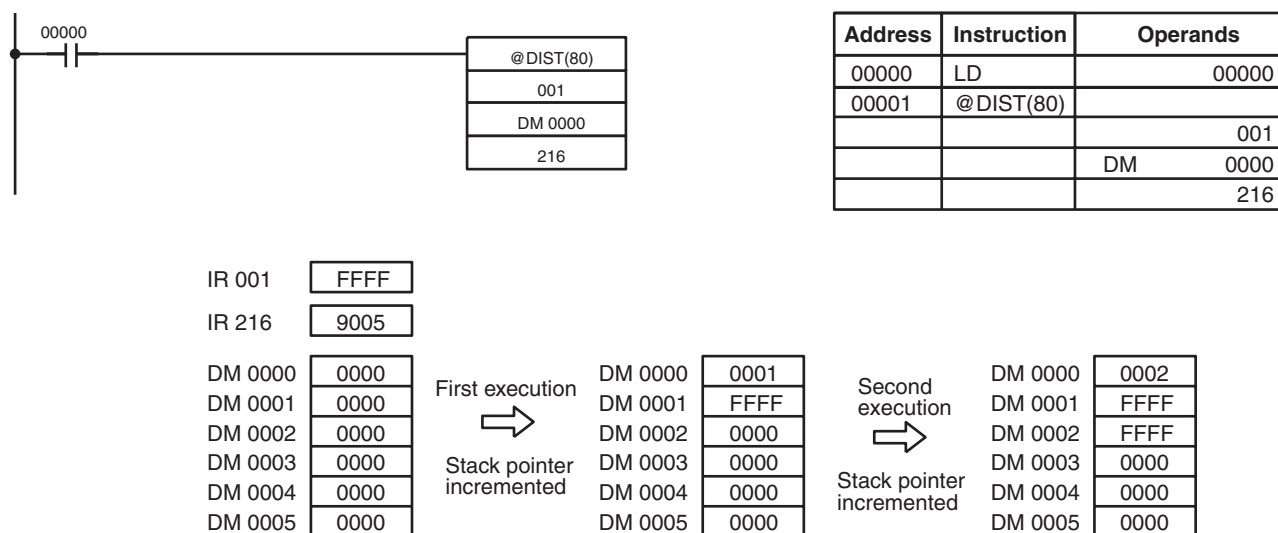 00000
@DIST(80)
001
DM 0000
216
Address Instruction Operands
00000 LD 00000
00001 @DIST(80)
001
DM 0000
216
IR 001 FFFF
IR 216 9005
DM 0000 0000
DM 0001 0000
DM 0002 0000
DM 0003 0000
DM 0004 0000
DM 0005 0000
First execution
Stack pointer
incremented
DM 0000 0001
DM 0001 FFFF
DM 0002 0000
DM 0003 0000
DM 0004 0000
DM 0005 0000
Second
execution
Stack pointer
incremented
DM 0000 0002
DM 0001 FFFF
DM 0002 FFFF
DM 0003 0000
DM 0004 0000
DM 0005 0000